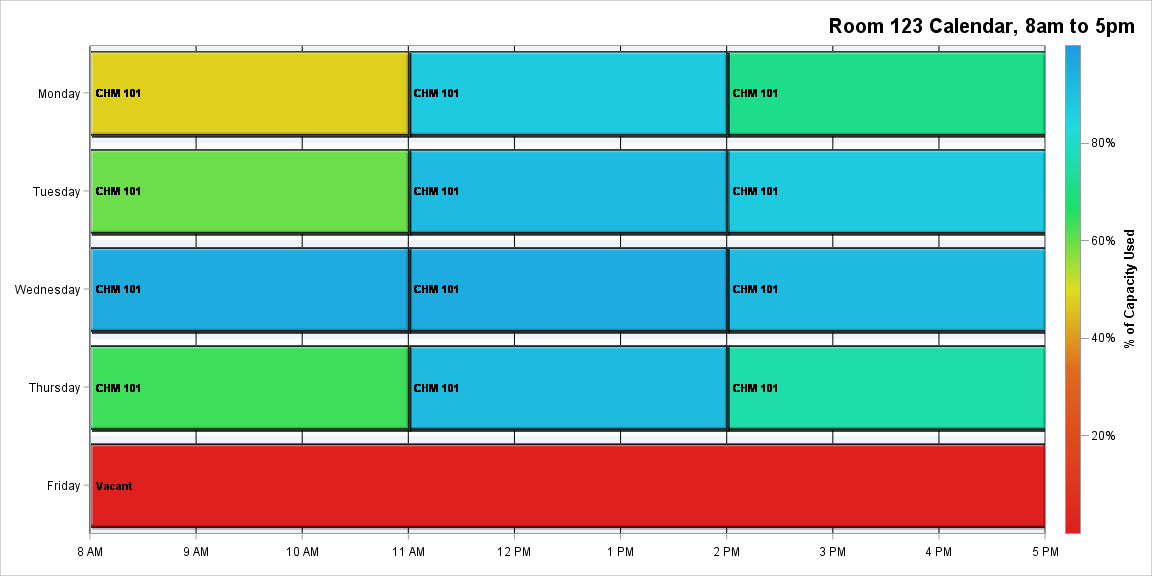 Room 123 Calendar, 8am to 5pm
Monday
CHM 101
CHM 101
CHM 101
Tuesday
CHM 101
CHM 101
CHM 101
Wednesday
CHM 101
CHM 101
CHM 101
Thursday
CHM 101
CHM 101
CHM 101
Friday
Vacant
8 AM
9 AM
10 AM
11 AM
12 PM
1 PM
2 PM
3 PM
4 PM
5 PM
80%
60%
40%
20%
% of Capacity Used